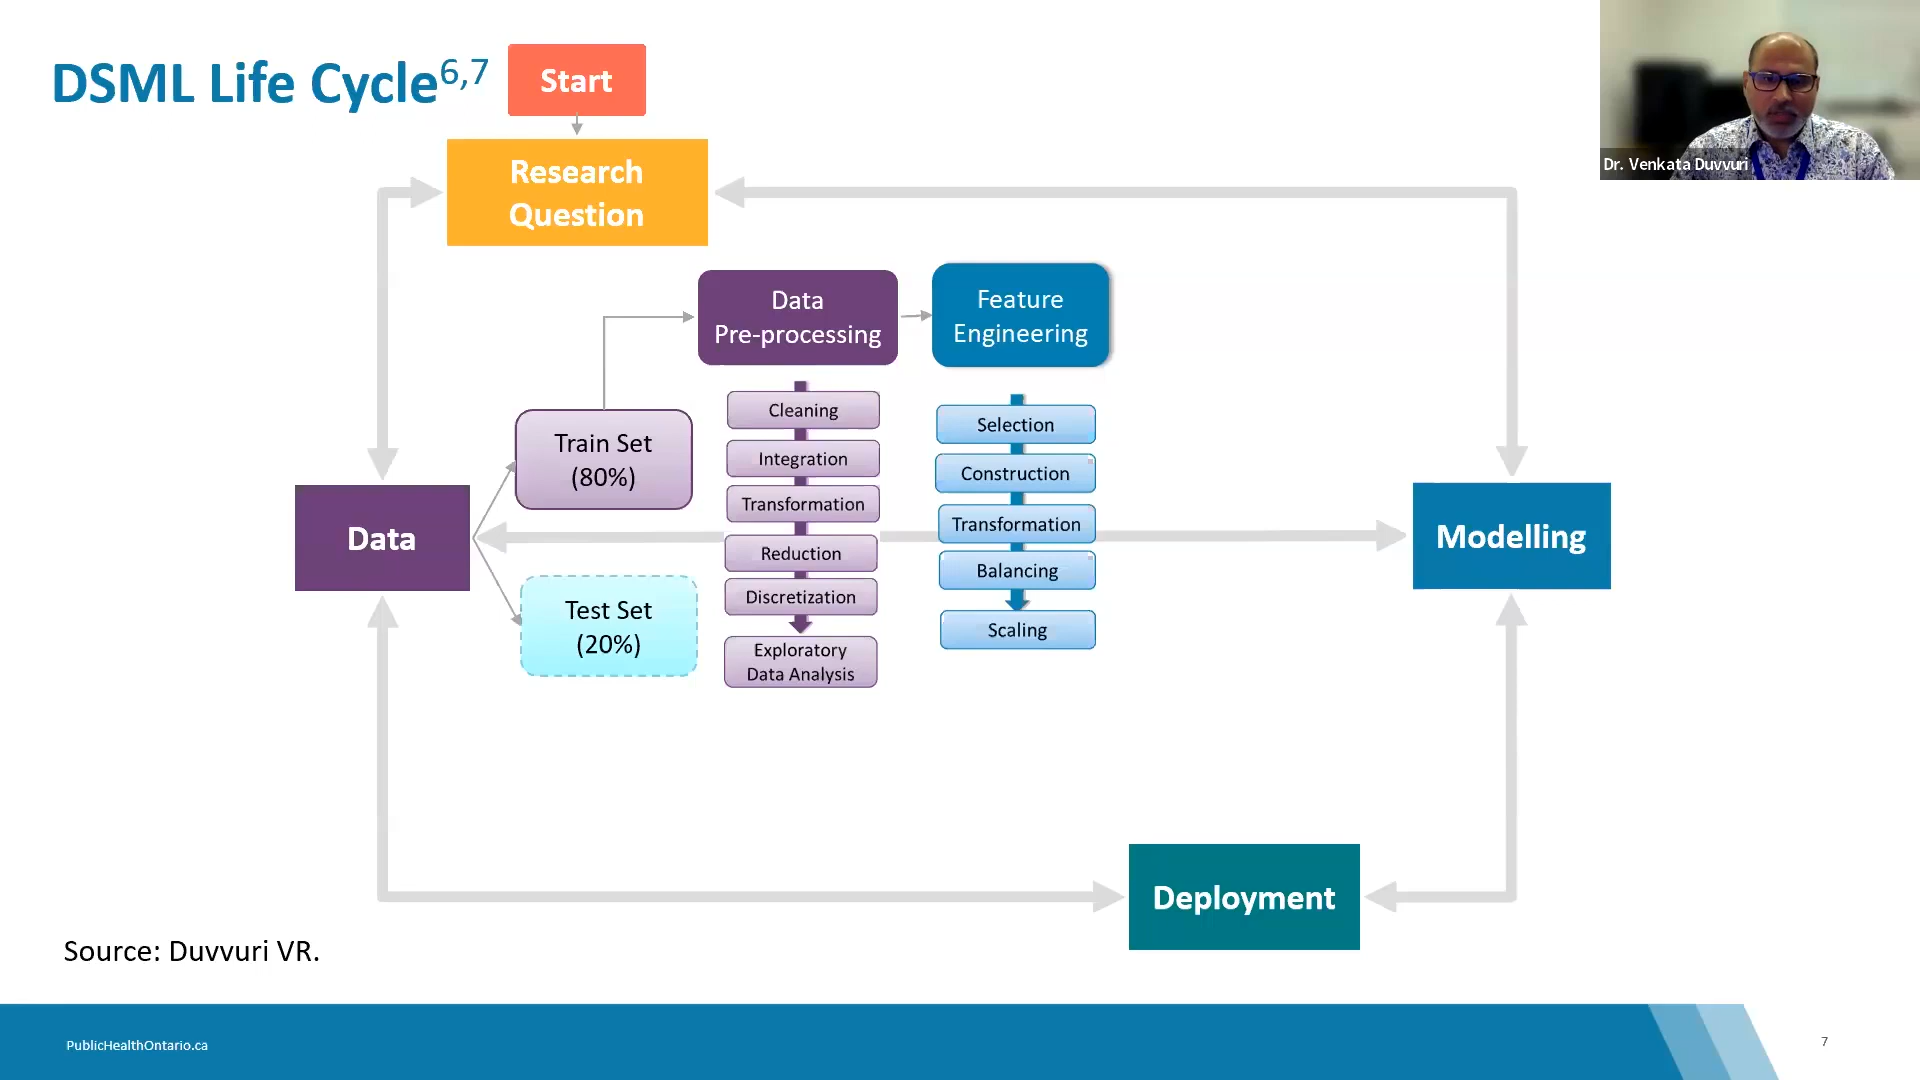 DSML Life Cycle6,7
Start
Dr. Venkata Duvvuri
Research
Question
Data
Pre-processing
Feature
Engineering
Cleaning
Integration
Transformation
Reduction
Discretization
Exploratory
Data Analysis
Selection
Construction
Transformation
Balancing
Scaling
Train Set
(80%)
Data
Test Set
(20%)
Modelling
Deployment
Source: Duvvuri VR.
PublicHealthOntario.ca
7